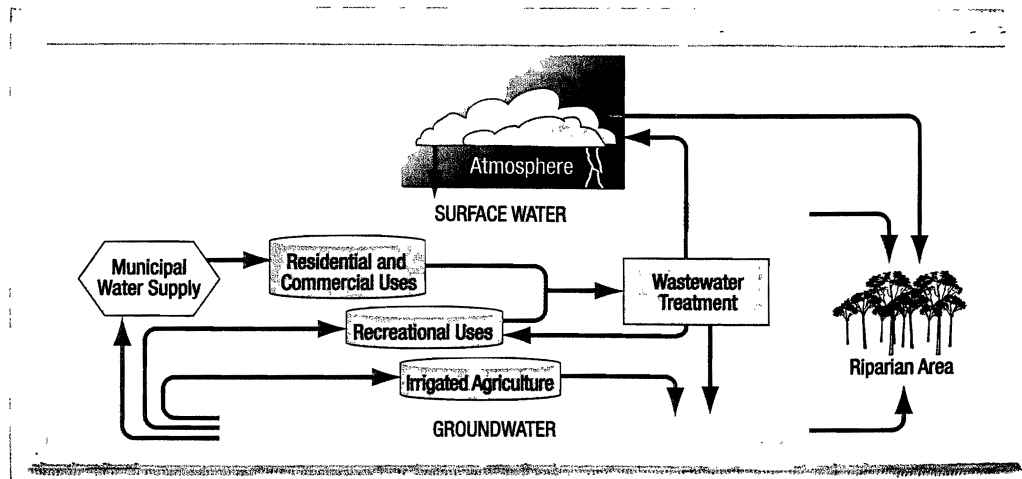 Atmosphere
SURFACE WATER
Municipal
Water Supply
Residential and
Commercial Uses
Wastewater
Treatment
Recreational Uses
Riparian Area
Irrigated Agriculture
GROUNDWATER